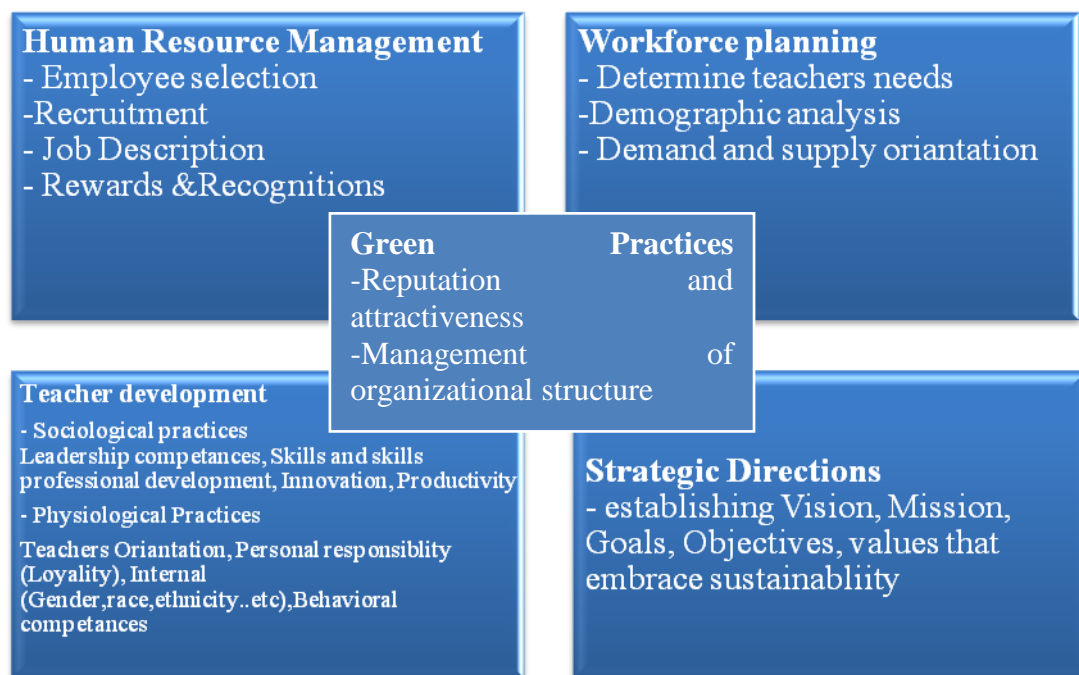 Human Resource Management
- Employee selection
-Recruitment
- Job Description
- Rewards &Recognitions
Workforce planning
- Determine teachers needs
-Demographic analysis
- Demand and supply oriantation
Green Practices
-Reputation and
attractiveness
-Management of
organizational structure
Teacher development
- Sociological practices
Leadership competances, Skills and skills
professional development, Innovation, Productivity
- Physiological Practices
Teachers Oriantation, Personal responsiblity
(Loyality), Internal
(Gender,race,ethnicity..etc),Behavioral
competances
Strategic Directions
- establishing Vision, Mission,
Goals, Objectives, values that
embrace sustainabliity